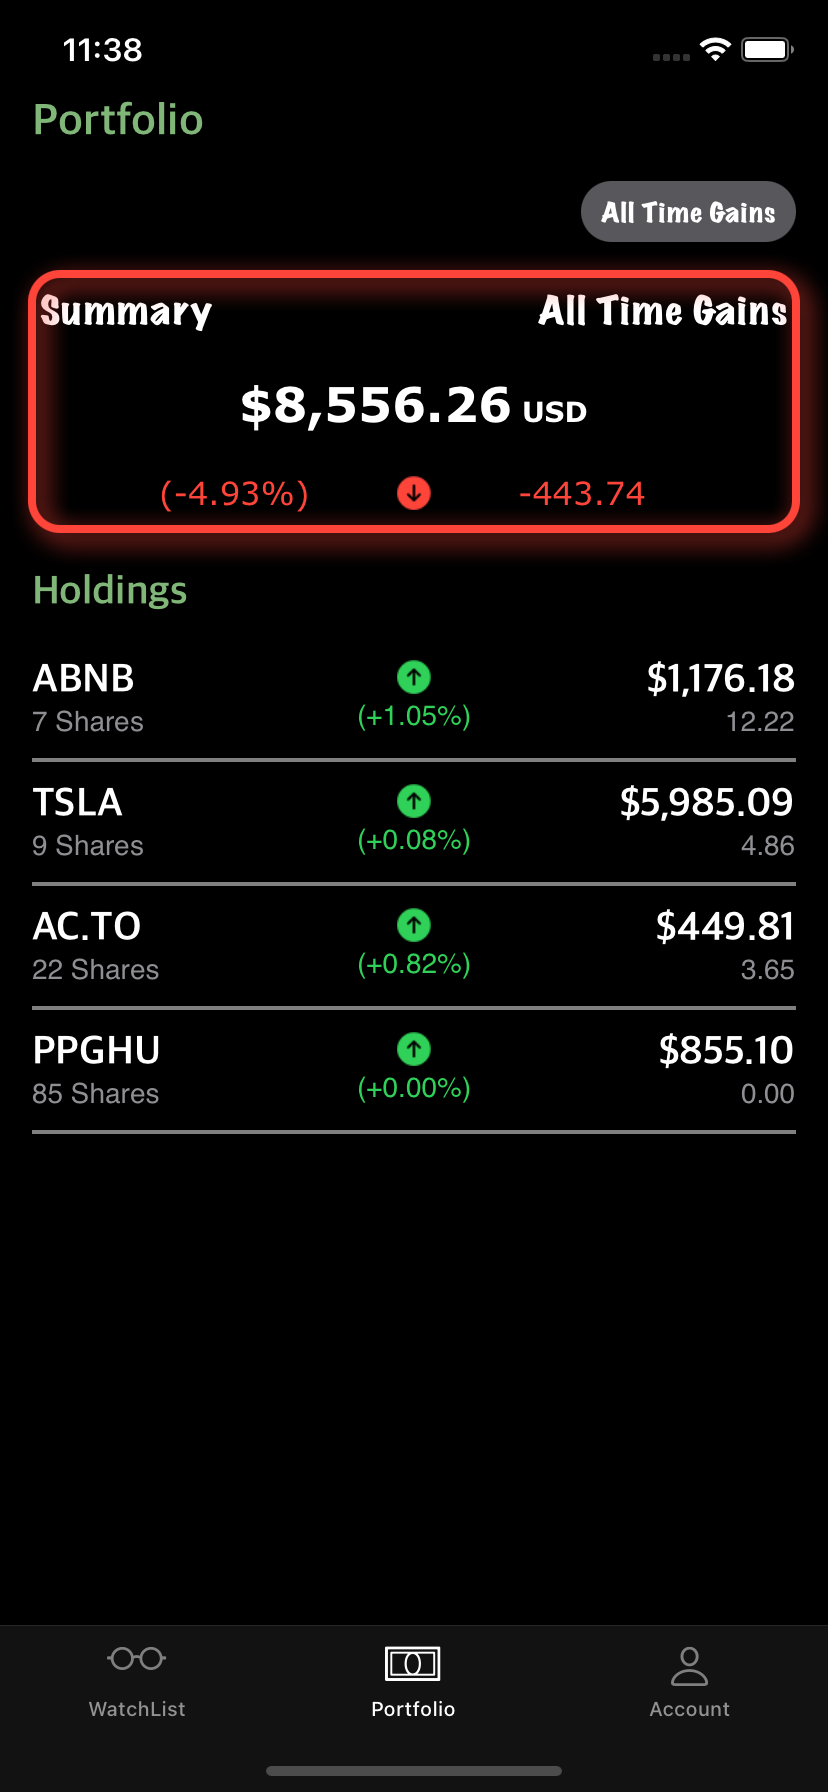 11:38
Portfolio
All Time Gains
Summary All Time Gains
$8,556.26 USD
(-4.93%) -443.74
Holdings
ABNB $1,176.18
7 Shares (+1.05%) 12.22
TSLA $5,985.09
9 Shares (+0.08%) 4.86
AC.TO $449.81
22 Shares (+0.82%) 3.65
PPGHU $855.10
85 Shares (+0.00%) 0.00
WatchList Portfolio Account